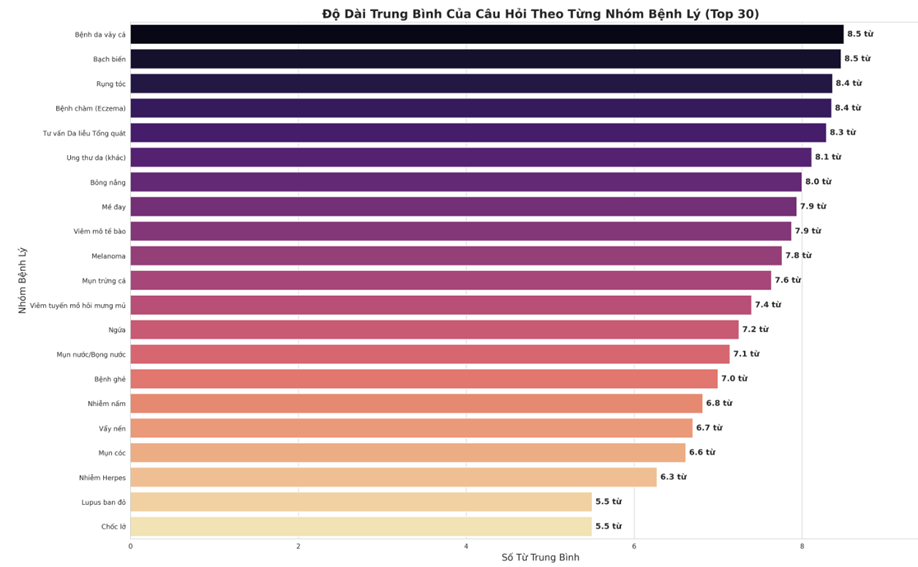 Độ Dài Trung Bình Của Câu Hỏi Theo Từng Nhóm Bệnh Lý (Top 30)
Nhóm Bệnh Lý
Bệnh da vảy cá 8.5 từ
Bạch biến 8.5 từ
Rụng tóc 8.4 từ
Bệnh chàm (Eczema) 8.4 từ
Tư vấn Da liễu Tổng quát 8.3 từ
Ung thư da (khác) 8.1 từ
Bỏng nắng 8.0 từ
Mề đay 7.9 từ
Viêm mô tế bào 7.9 từ
Melanoma 7.8 từ
Mụn trứng cá 7.6 từ
Viêm tuyến mồ hôi mưng mủ 7.4 từ
Ngứa 7.2 từ
Mụn nước/Bọng nước 7.1 từ
Bệnh ghẻ 7.0 từ
Nhiễm nấm 6.8 từ
Vẩy nến 6.7 từ
Mụn cóc 6.6 từ
Nhiễm Herpes 6.3 từ
Lupus ban đỏ 5.5 từ
Chốc lở 5.5 từ
0 2 4 6 8
Số Từ Trung Bình